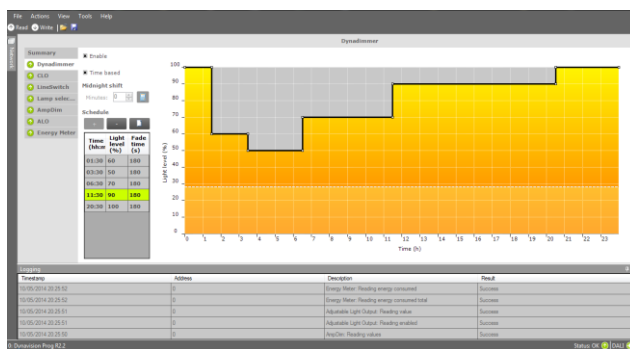 File Actions View Tools Help
Read Write
Network
Dynadimmer
Summary
Dynadimmer
CLO
LineSwitch
Lamp selec...
AmpDim
ALO
Energy Meter
Enable
Time based
Midnight shift
Minutes: 0
Schedule
Time (hh:m Light level (%) Fade time (s)
01:30 60 180
03:30 50 180
06:30 70 180
11:30 90 180
20:30 100 180
Light level (%)
100
90
80
70
60
50
40
30
20
10
0
0 1 2 3 4 5 6 7 8 9 10 11 12 13 14 15 16 17 18 19 20 21 22 23
Time (h)
Logging
Timestamp Address Description Result
10/05/2014 20:25:52 0 Energy Meter: Reading energy consumed Success
10/05/2014 20:25:52 0 Energy Meter: Reading energy consumed total Success
10/05/2014 20:25:51 0 Adjustable Light Output: Reading value Success
10/05/2014 20:25:51 0 Adjustable Light Output: Reading enabled Success
10/05/2014 20:25:50 0 AmpDim: Reading values Success
Dynavision Prog R2.2
Status: OK DALI